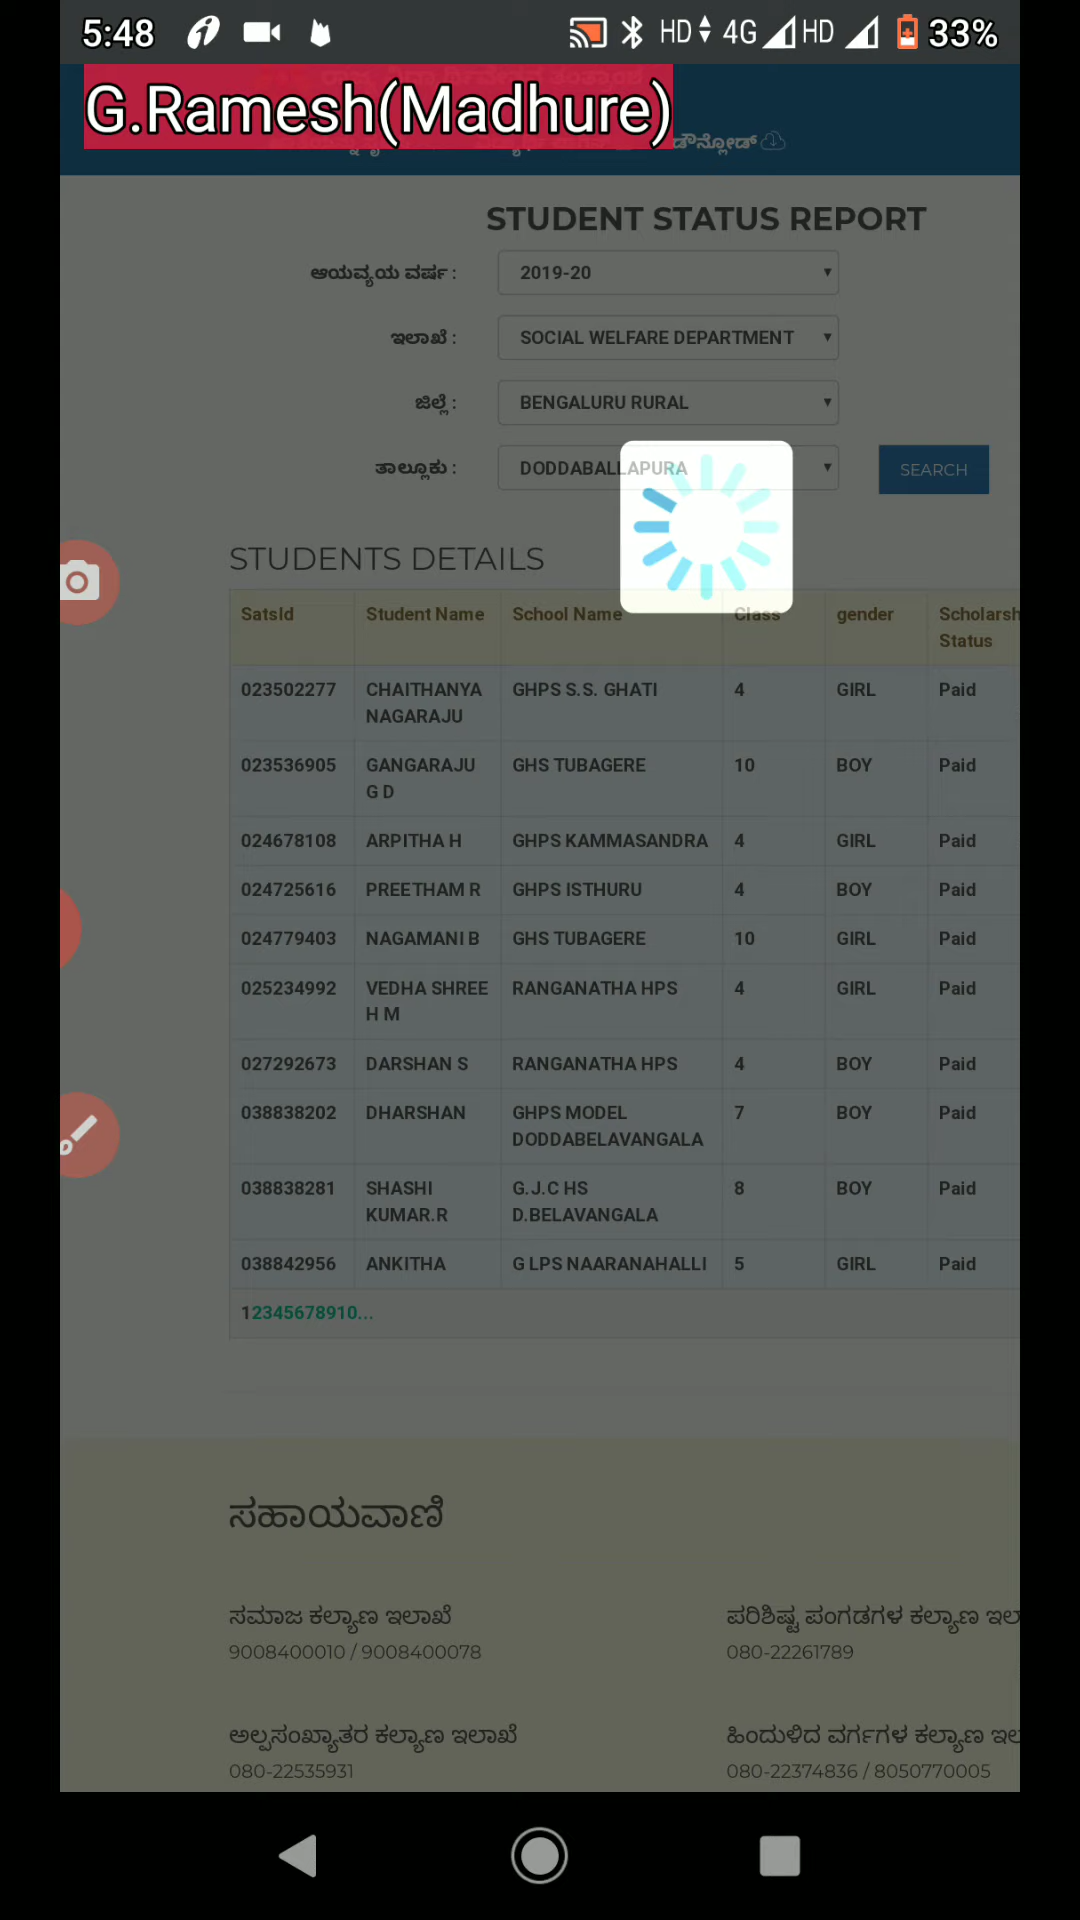 5:48
HD 4G HD 33%
G.Ramesh(Madhure)
ಡೌನ್ಲೋಡ್
STUDENT STATUS REPORT
ಆಯವ್ಯಯ ವರ್ಷ : 2019-20
ಇಲಾಖೆ : SOCIAL WELFARE DEPARTMENT
ಜಿಲ್ಲೆ : BENGALURU RURAL
ತಾಲ್ಲೂಕು : DODDABALLAPURA SEARCH
STUDENTS DETAILS
SatsId Student Name School Name Class gender Scholarsh
Status
023502277 CHAITHANYA GHPS S.S. GHATI 4 GIRL Paid
NAGARAJU
023536905 GANGARAJU GHS TUBAGERE 10 BOY Paid
G D
024678108 ARPITHA H GHPS KAMMASANDRA 4 GIRL Paid
024725616 PREETHAM R GHPS ISTHURU 4 BOY Paid
024779403 NAGAMANI B GHS TUBAGERE 10 GIRL Paid
025234992 VEDHA SHREE RANGANATHA HPS 4 GIRL Paid
H M
027292673 DARSHAN S RANGANATHA HPS 4 BOY Paid
038838202 DHARSHAN GHPS MODEL 7 BOY Paid
DODDABELAVANGALA
038838281 SHASHI G.J.C HS 8 BOY Paid
KUMAR.R D.BELAVANGALA
038842956 ANKITHA G LPS NAARANAHALLI 5 GIRL Paid
12345678910...
ಸಹಾಯವಾಣಿ
ಸಮಾಜ ಕಲ್ಯಾಣ ಇಲಾಖೆ ಪರಿಶಿಷ್ಟ ಪಂಗಡಗಳ ಕಲ್ಯಾಣ ಇಲ
9008400010 / 9008400078 080-22261789
ಅಲ್ಪಸಂಖ್ಯಾತರ ಕಲ್ಯಾಣ ಇಲಾಖೆ ಹಿಂದುಳಿದ ವರ್ಗಗಳ ಕಲ್ಯಾಣ ಇಲ
080-22535931 080-22374836 / 8050770005